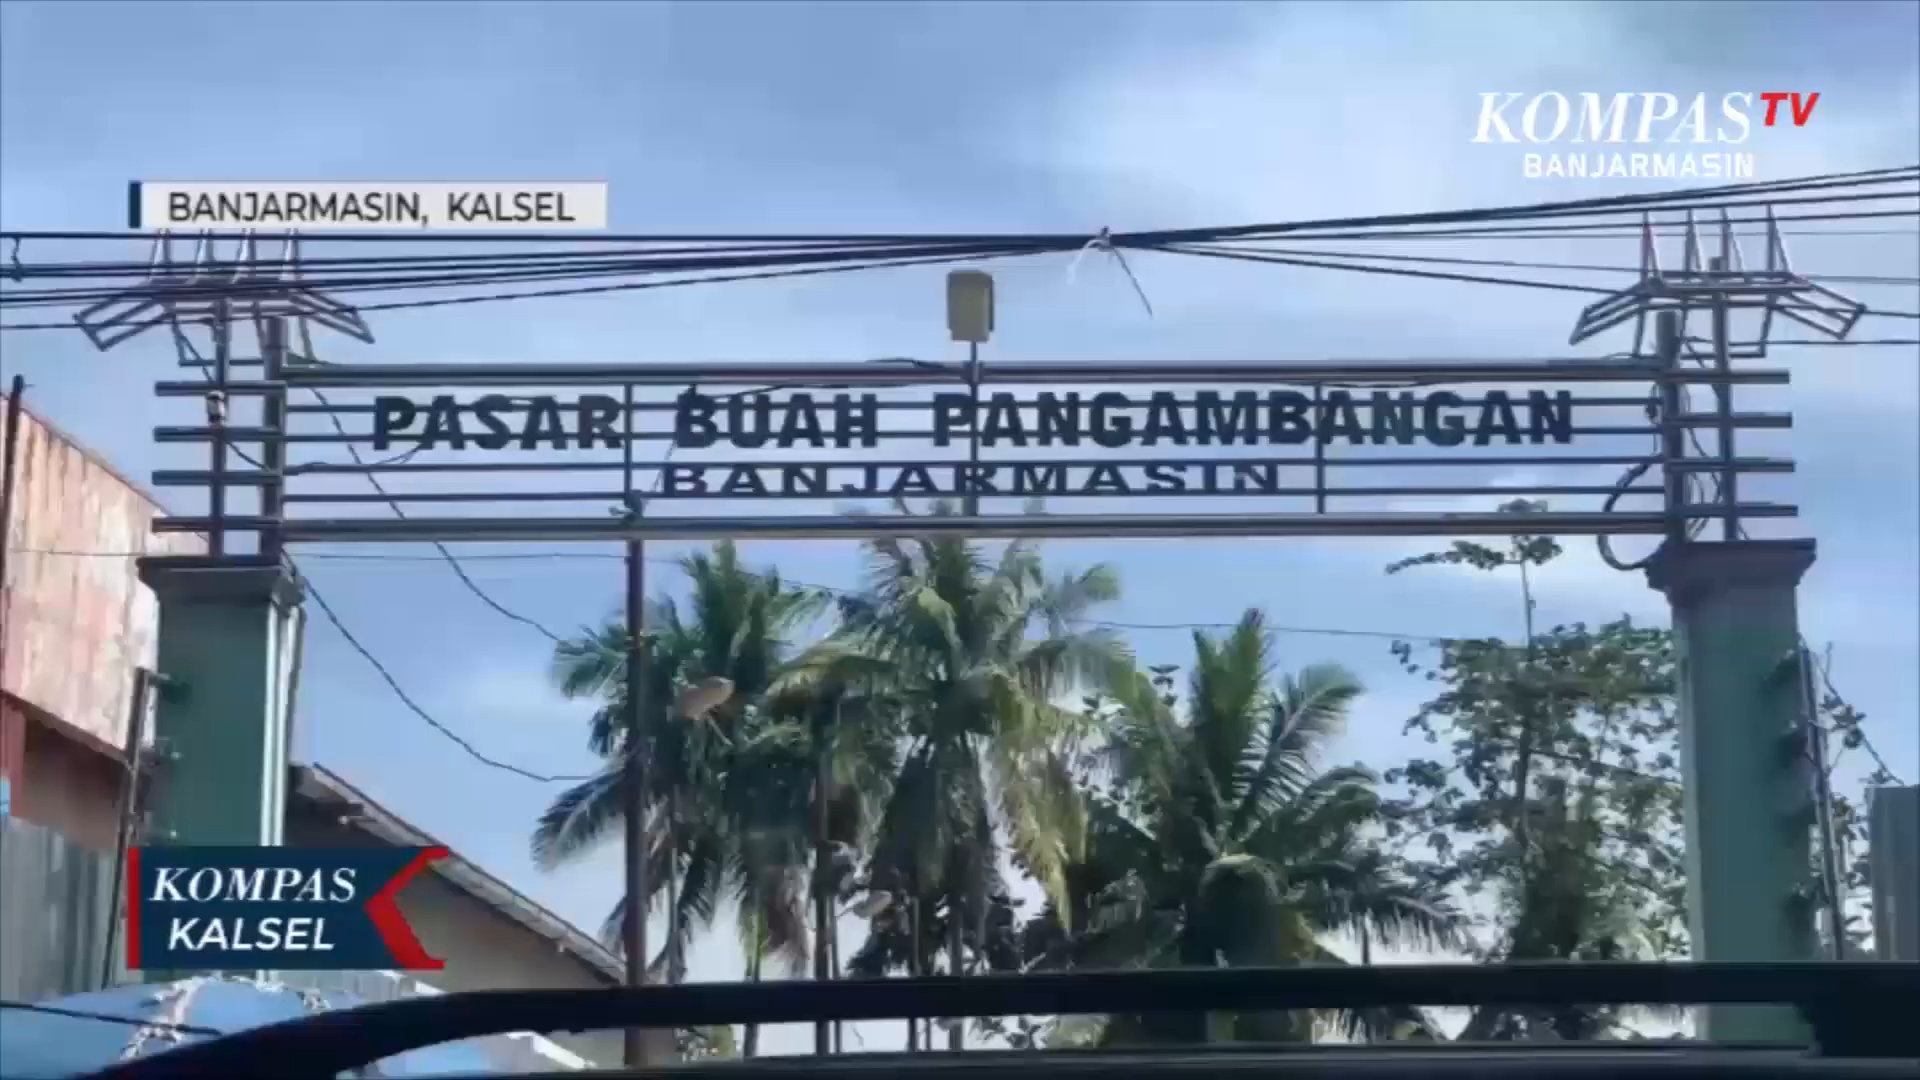 KOMPAS TV
BANJARMASIN
BANJARMASIN, KALSEL
PASAR BUAH PANGAMBANGAN
BANJARMASIN
KOMPAS
KALSEL